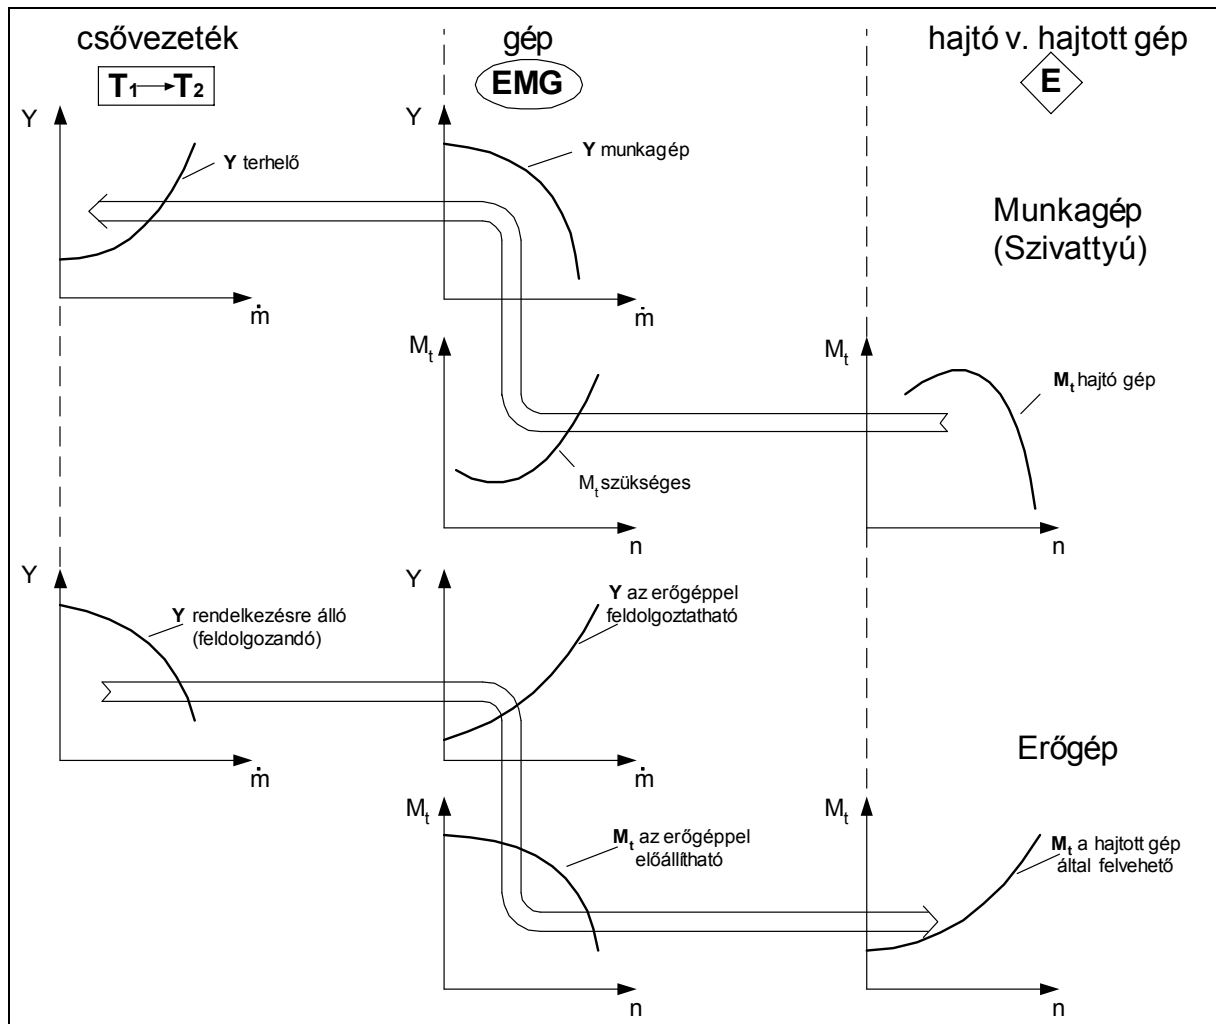 csővezeték
gép
hajtó v. hajtott gép
T₁→T₂
EMG
E
Y
Y terhelő
ṁ
Y
Y munkagép
ṁ
Munkagép
(Szivattyú)
Mₜ
Mₜ szükséges
n
Mₜ
Mₜ hajtó gép
n
Y
Y rendelkezésre álló
(feldolgozandó)
ṁ
Y
Y az erőgéppel
feldolgoztatható
ṁ
Erőgép
Mₜ
Mₜ az erőgéppel
előállítható
n
Mₜ
Mₜ a hajtott gép
által felvehető
n